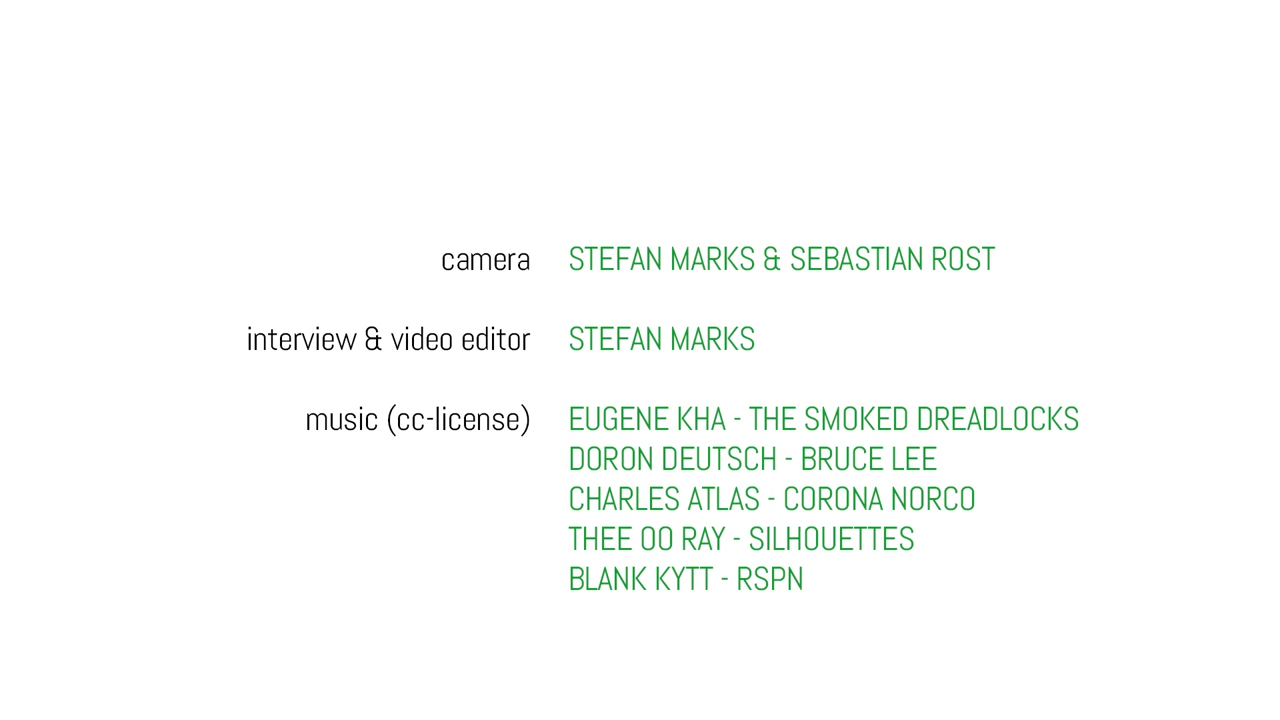 camera STEFAN MARKS & SEBASTIAN ROST
interview & video editor STEFAN MARKS
music (cc-license) EUGENE KHA - THE SMOKED DREADLOCKS
DORON DEUTSCH - BRUCE LEE
CHARLES ATLAS - CORONA NORCO
THEE OO RAY - SILHOUETTES
BLANK KYTT - RSPN